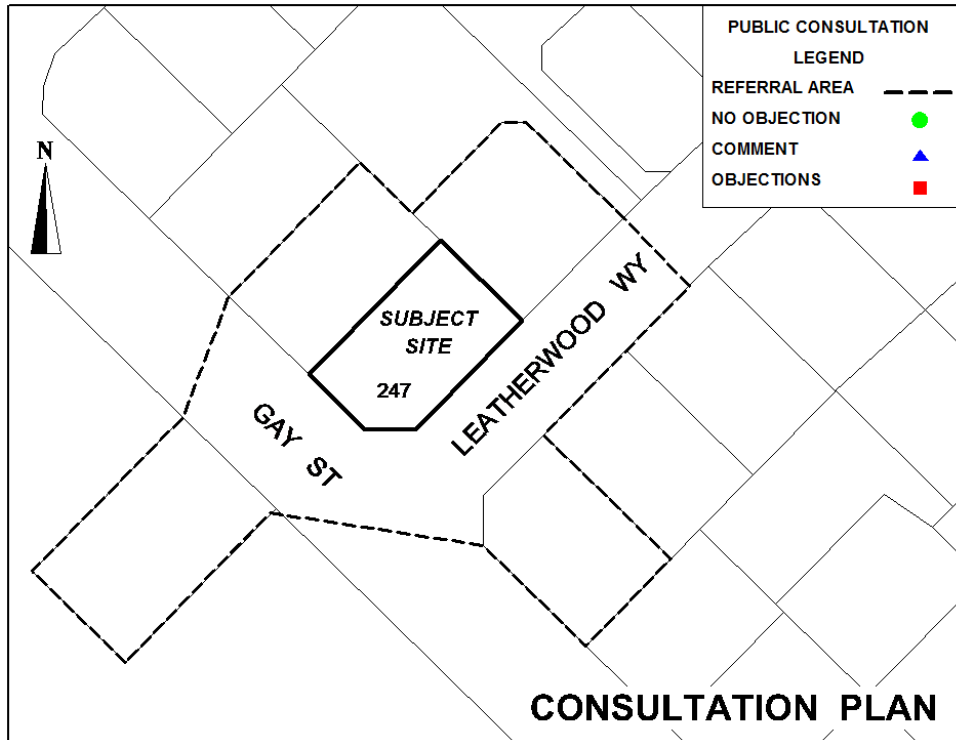 PUBLIC CONSULTATION
LEGEND
REFERRAL AREA
NO OBJECTION
COMMENT
OBJECTIONS
N
SUBJECT
SITE
247
LEATHERWOOD WY
GAY ST
CONSULTATION PLAN